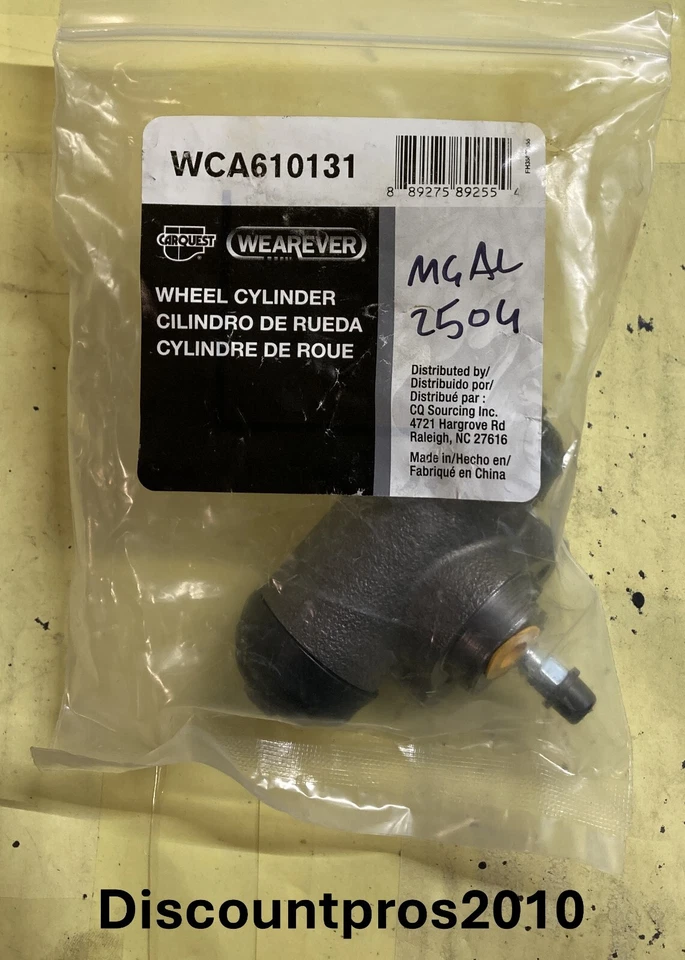 WCA610131
8 89275 89255 4
CARQUEST
WEAREVER
WHEEL CYLINDER
CILINDRO DE RUEDA
CYLINDRE DE ROUE
MGAL
2504
Distributed by/
Distribuido por/
Distribué par :
CQ Sourcing Inc.
4721 Hargrove Rd
Raleigh, NC 27616
Made in/Hecho en/
Fabriqué en China
Discountpros2010